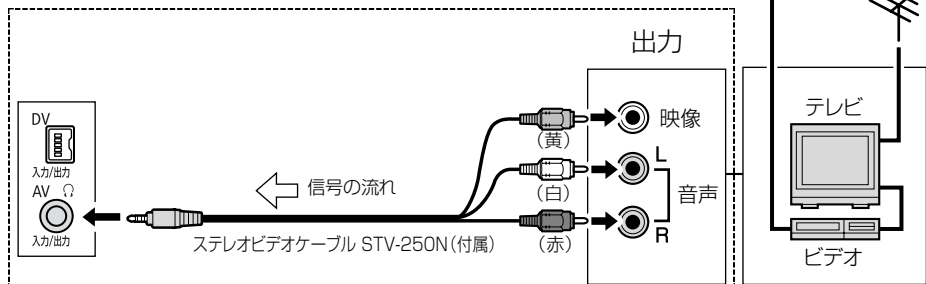 出力
DV
入力/出力
AV
入力/出力
信号の流れ
ステレオビデオケーブル STV-250N(付属)
(黄)
(白)
(赤)
映像
L
音声
R
テレビ
ビデオ